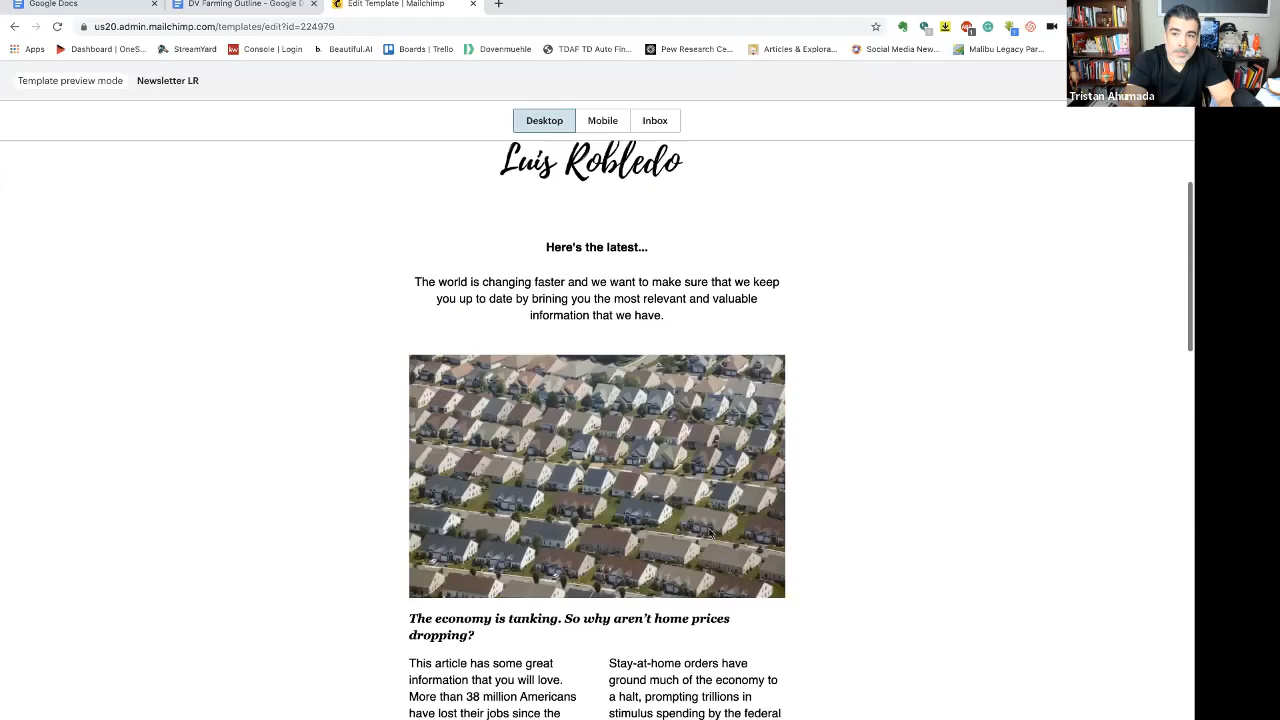 Google Docs
DV Farming Outline - Google D
Edit Template | Mailchimp
us20.admin.mailchimp.com/templates/edit?id=224979
Apps
Dashboard | OneS...
StreamYard
Console | Login
Beautiful.AI
Boards | Trello
Dovenmuehle
TDAF TD Auto Fin...
Pew Research Ce...
Articles & Explora...
Social Media New...
Malibu Legacy Par...
Tristan Ahumada
Template preview mode
Newsletter LR
Desktop
Mobile
Inbox
Luis Robledo
Here's the latest...
The world is changing faster and we want to make sure that we keep
you up to date by brining you the most relevant and valuable
information that we have.
The economy is tanking. So why aren't home prices
dropping?
This article has some great
information that you will love.
More than 38 million Americans
have lost their jobs since the
Stay-at-home orders have
ground much of the economy to
a halt, prompting trillions in
stimulus spending by the federal